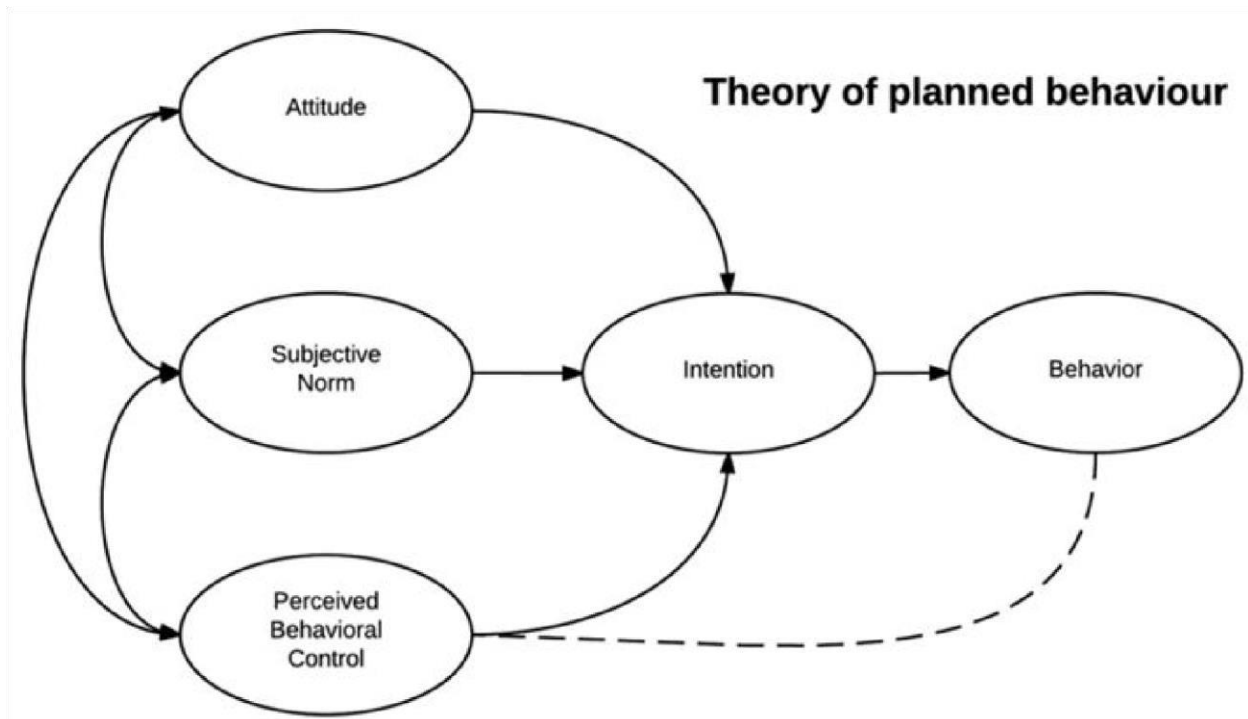 Theory of planned behaviour
Attitude
Subjective
Norm
Intention
Behavior
Perceived
Behavioral
Control